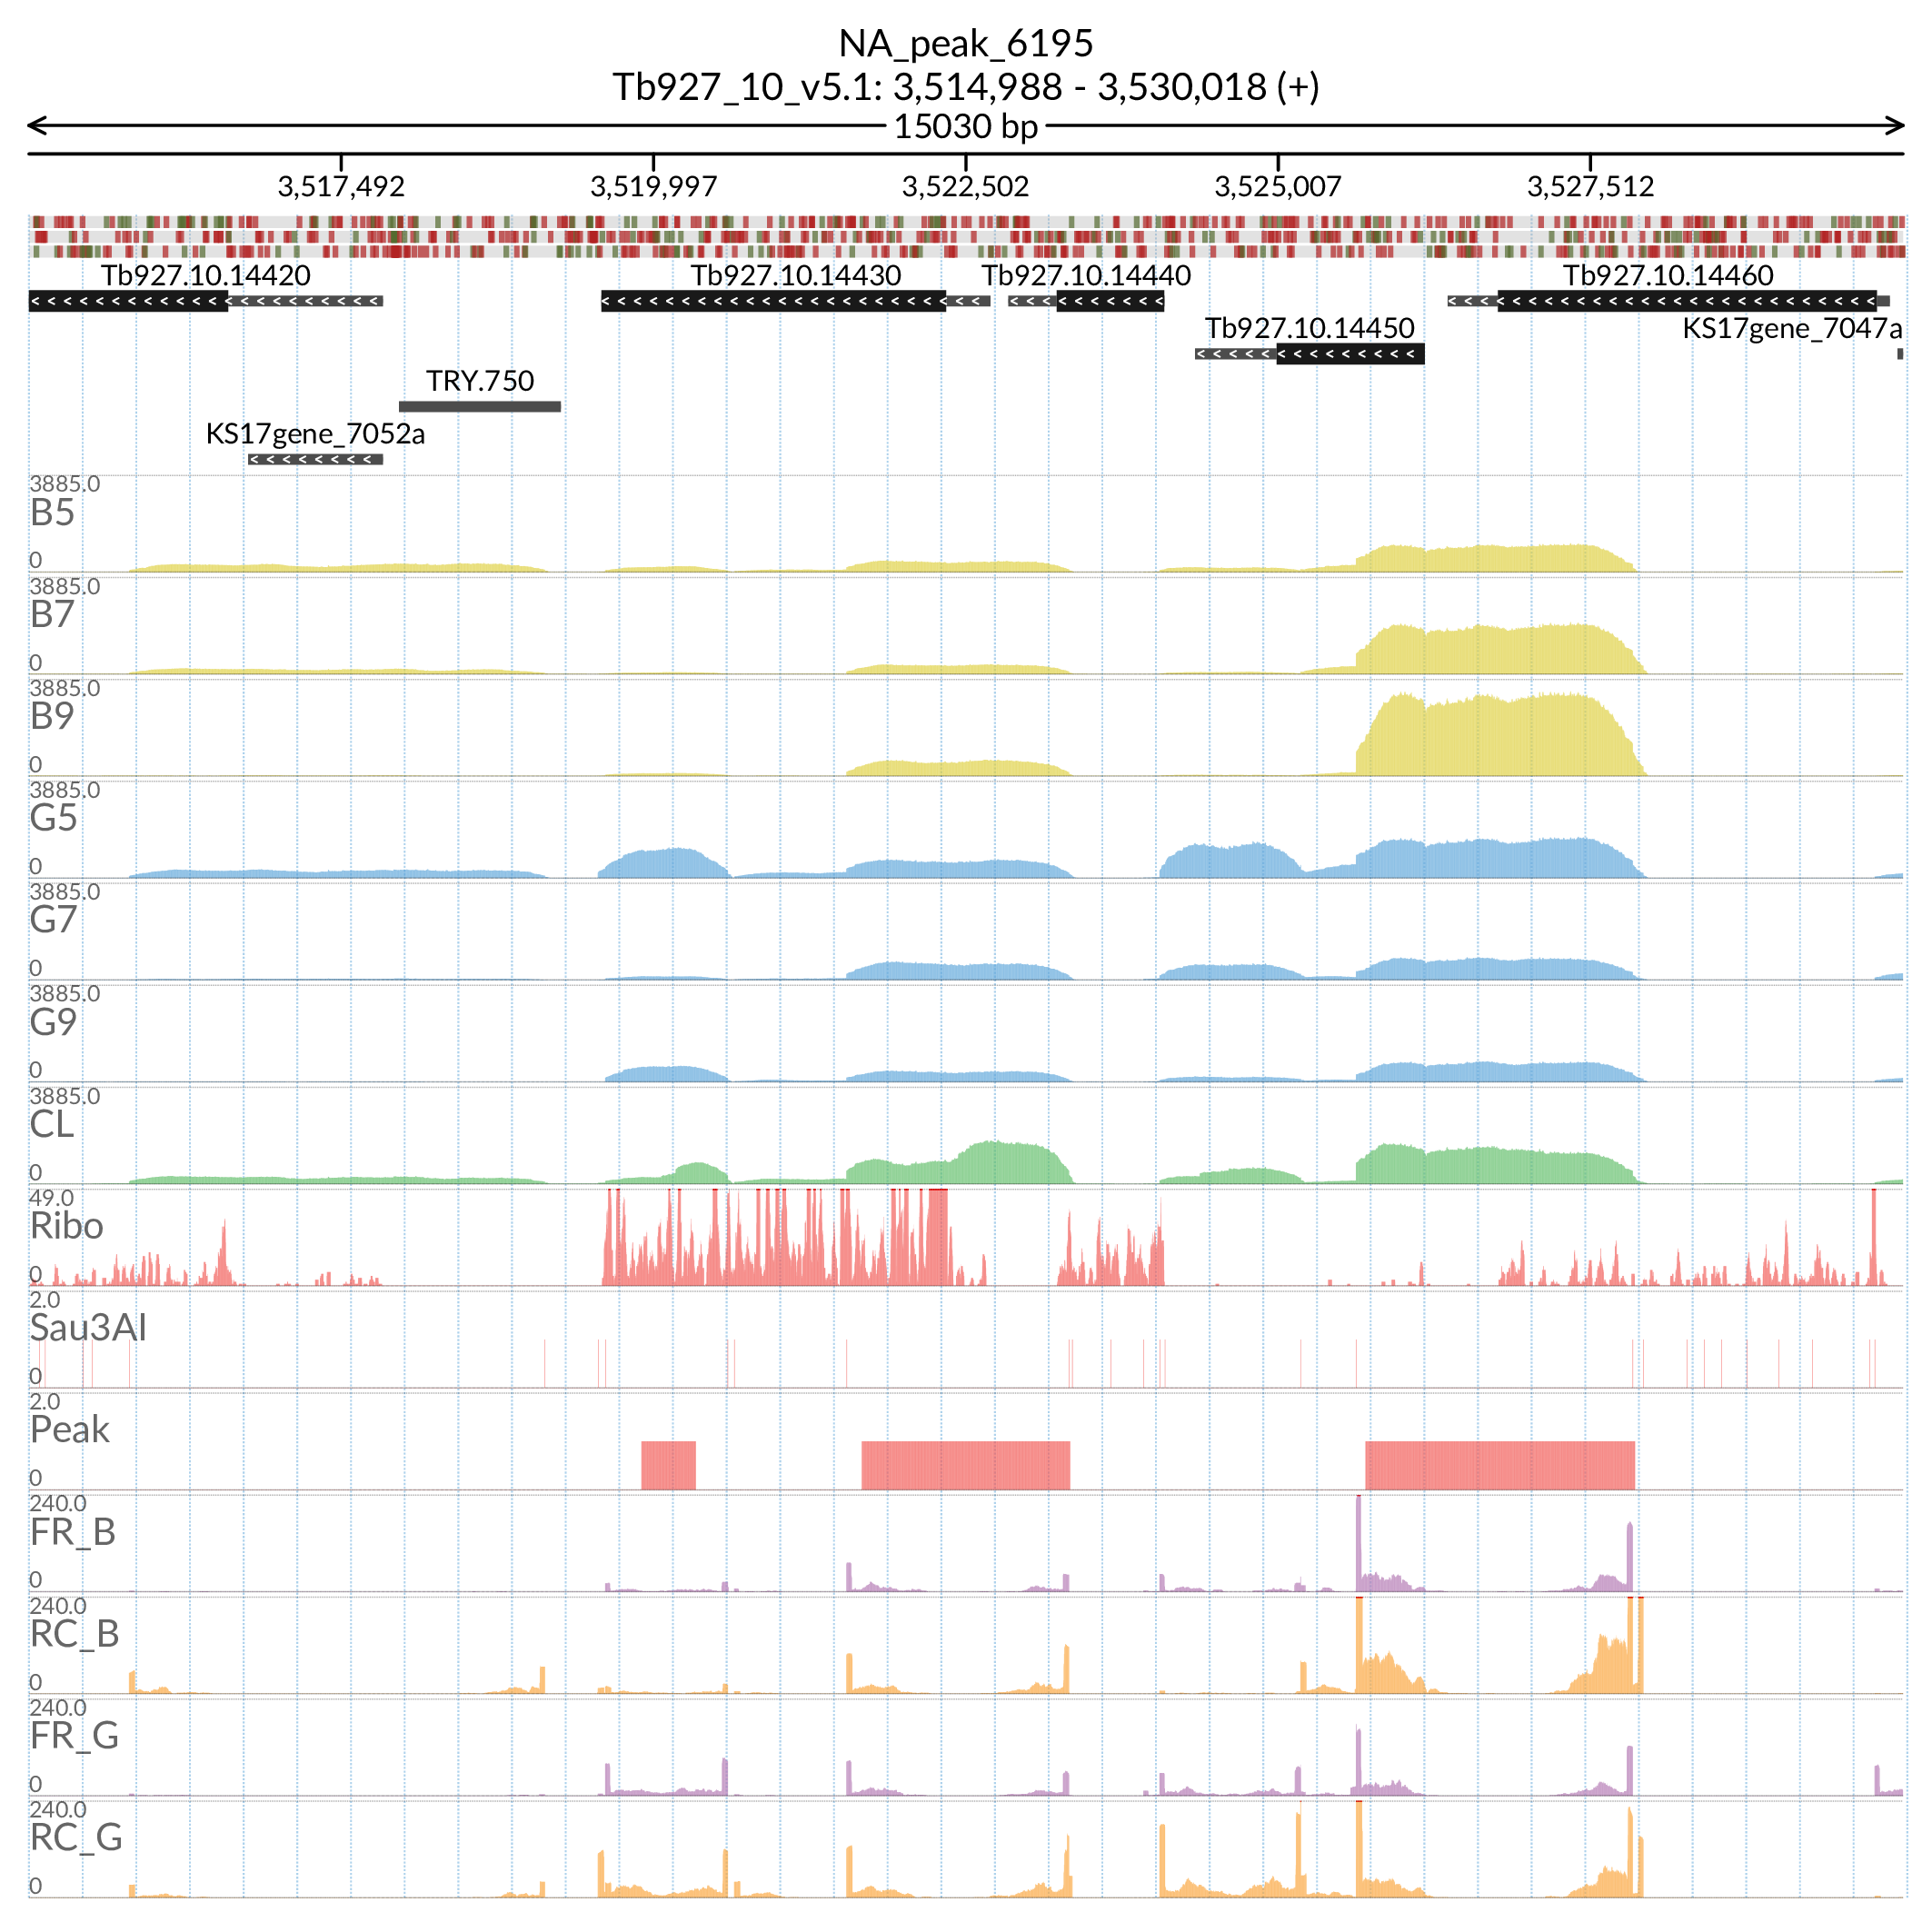 NA_peak_6195
Tb927_10_v5.1: 3,514,988 - 3,530,018 (+)
15030 bp
3,517,492 3,519,997 3,522,502 3,525,007 3,527,512
Tb927.10.14420 Tb927.10.14430 Tb927.10.14440 Tb927.10.14460
Tb927.10.14450 KS17gene_7047a
TRY.750
KS17gene_7052a
3885.0
B5
0
3885.0
B7
0
3885.0
B9
0
3885.0
G5
0
3885.0
G7
0
3885.0
G9
0
3885.0
CL
0
49.0
Ribo
0
2.0
Sau3AI
0
2.0
Peak
0
240.0
FR_B
0
240.0
RC_B
0
240.0
FR_G
0
240.0
RC_G
0